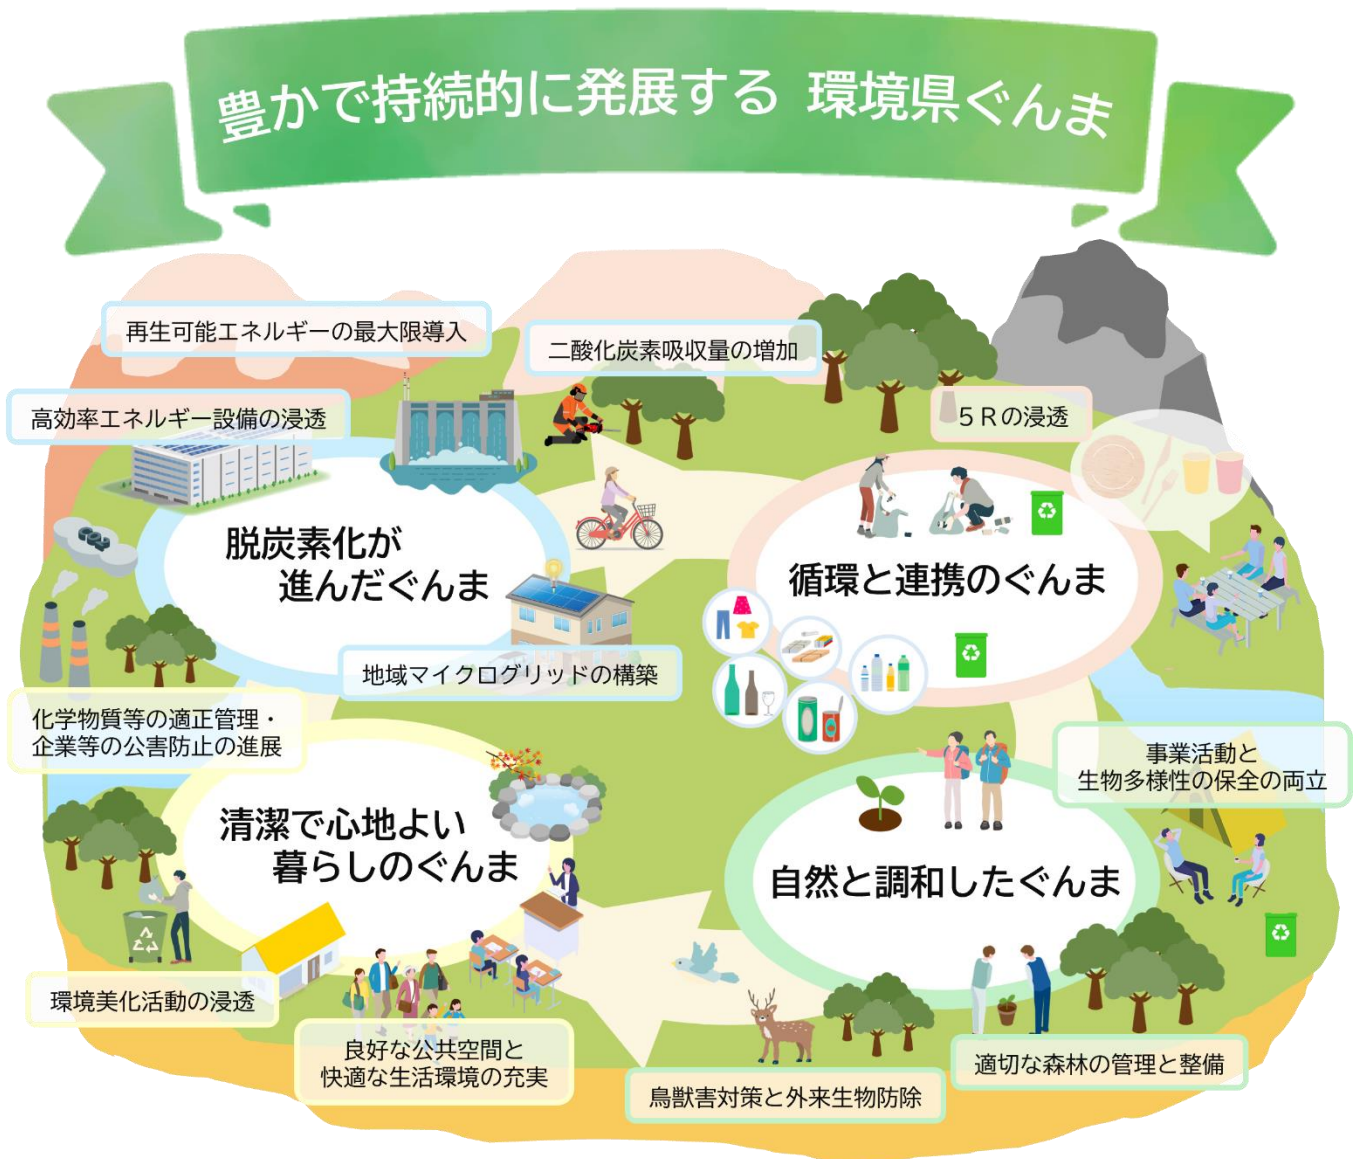 豊かで持続的に発展する 環境県ぐんま
再生可能エネルギーの最大限導入
二酸化炭素吸収量の増加
高効率エネルギー設備の浸透
５Ｒの浸透
脱炭素化が
進んだぐんま
循環と連携のぐんま
地域マイクログリッドの構築
化学物質等の適正管理・
企業等の公害防止の進展
事業活動と
生物多様性の保全の両立
清潔で心地よい
暮らしのぐんま
自然と調和したぐんま
環境美化活動の浸透
良好な公共空間と
快適な生活環境の充実
適切な森林の管理と整備
鳥獣害対策と外来生物防除